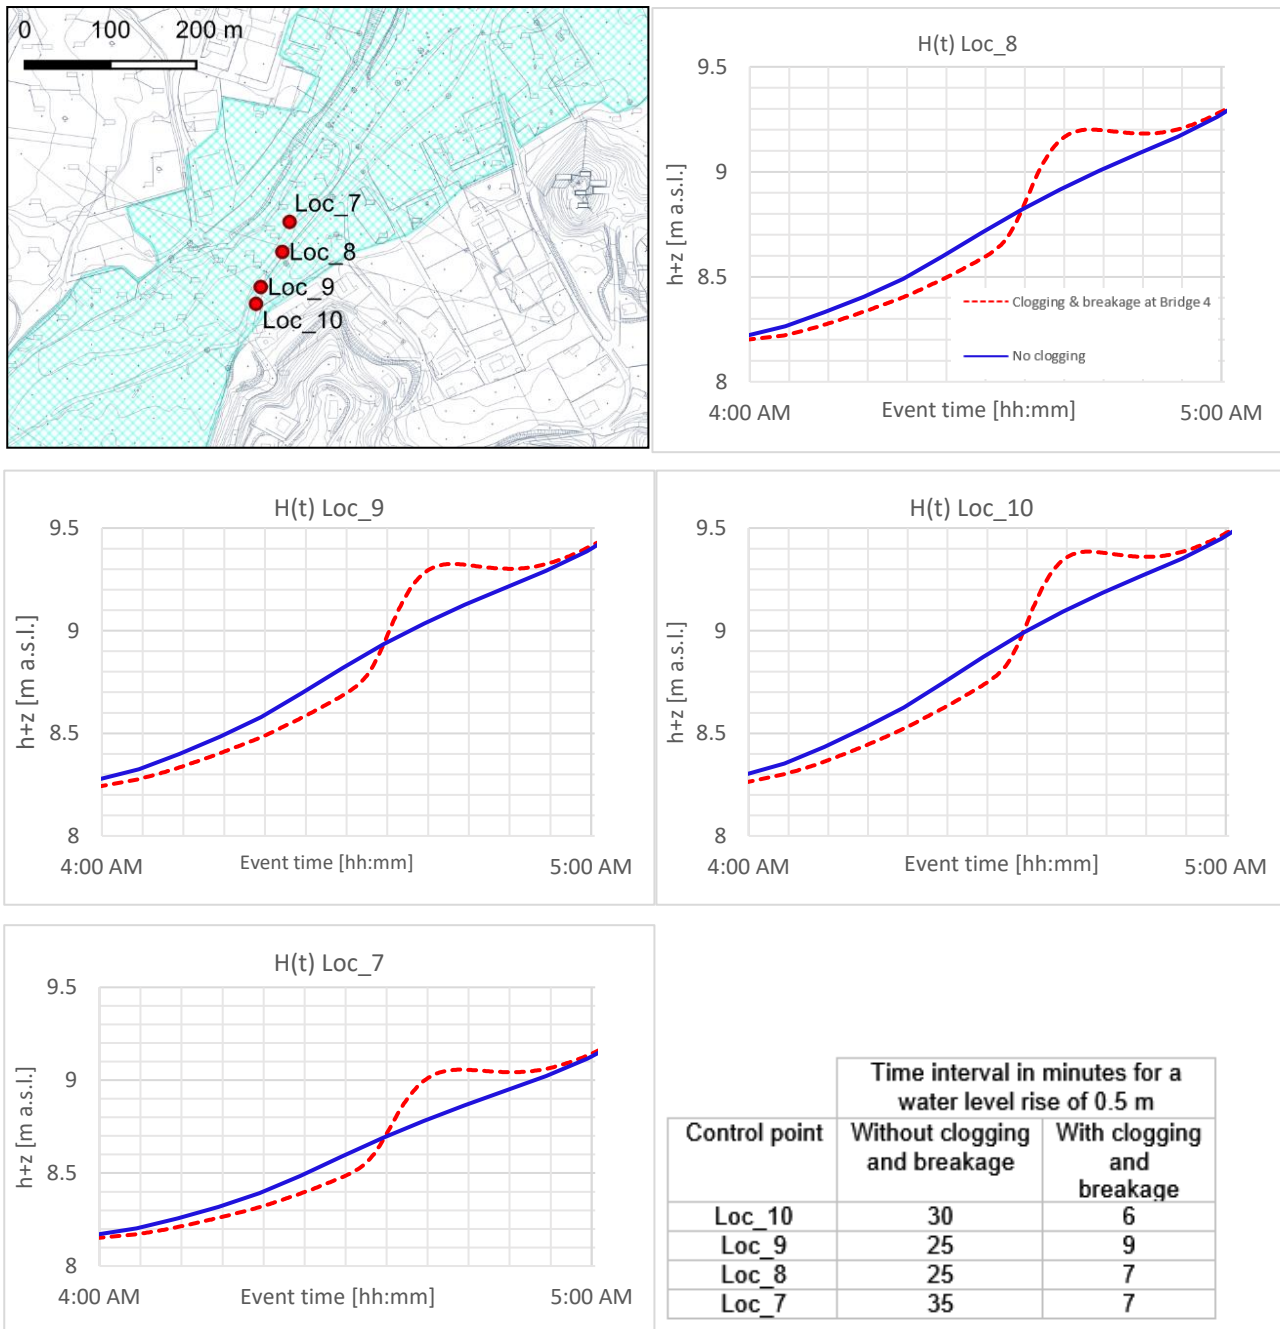 0 100 200 m
Loc_7
Loc_8
Loc_9
Loc_10
H(t) Loc_8
9.5
9
8.5
8
h+z [m a.s.l.]
Clogging & breakage at Bridge 4
No clogging
4:00 AM Event time [hh:mm] 5:00 AM
H(t) Loc_9
9.5
9
8.5
8
h+z [m a.s.l.]
4:00 AM Event time [hh:mm] 5:00 AM
H(t) Loc_10
9.5
9
8.5
8
h+z [m a.s.l.]
4:00 AM Event time [hh:mm] 5:00 AM
H(t) Loc_7
9.5
9
8.5
8
h+z [m a.s.l.]
4:00 AM Event time [hh:mm] 5:00 AM
Time interval in minutes for a
water level rise of 0.5 m
Control point Without clogging With clogging
and breakage and
breakage
Loc_10 30 6
Loc_9 25 9
Loc_8 25 7
Loc_7 35 7